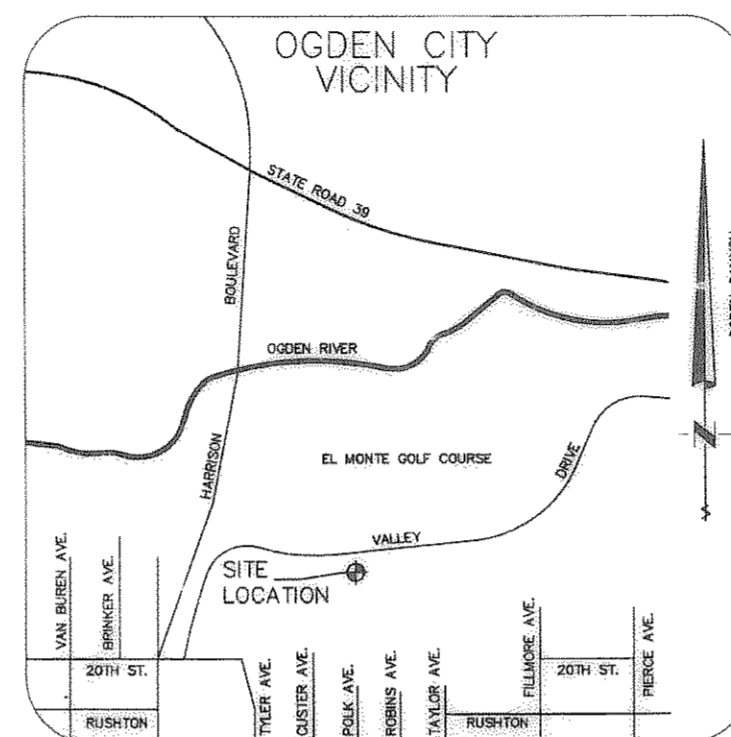 OGDEN CITY
VICINITY
STATE ROAD 39
BOULEVARD
OGDEN RIVER
HARRISON
EL MONTE GOLF COURSE
DRIVE
VALLEY
SITE
LOCATION
N
VAN BUREN AVE.
BRINKER AVE.
20TH ST.
RUSHTON
TYLER AVE.
CUSTER AVE.
POLK AVE.
ROBINS AVE.
TAYLOR AVE.
FILLMORE AVE.
20TH ST.
PIERCE AVE.
RUSHTON